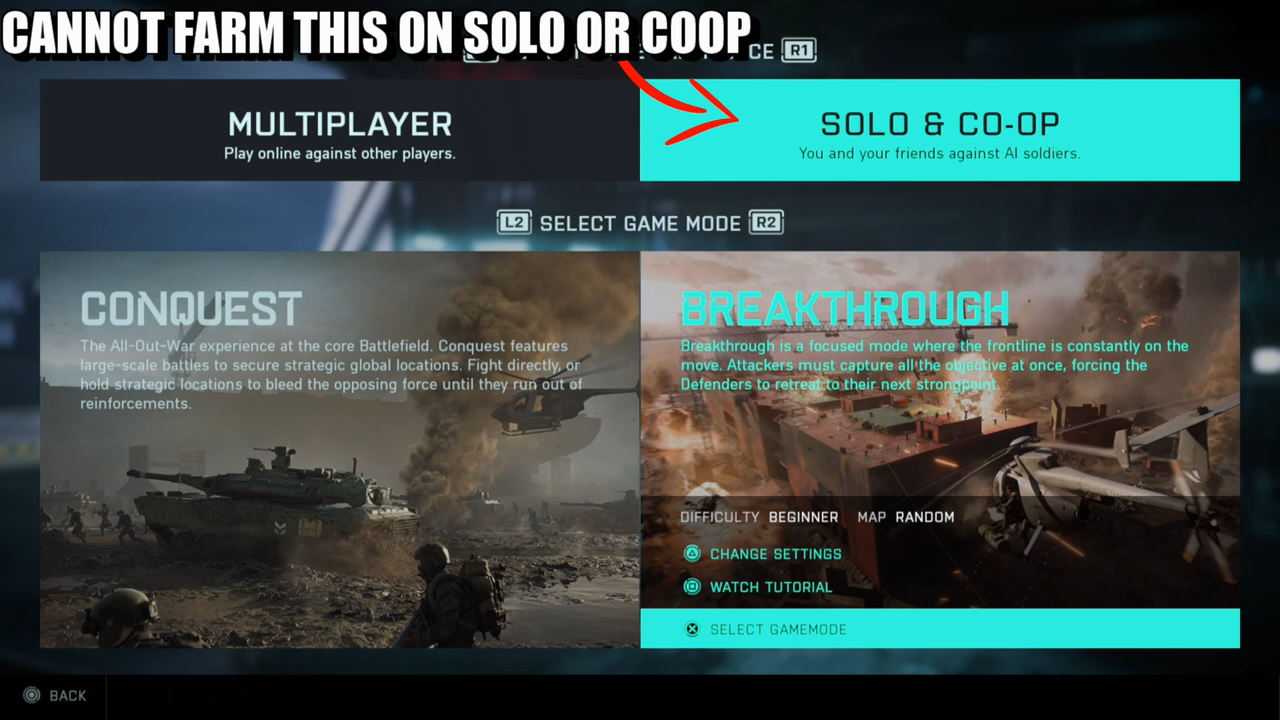 CANNOT FARM THIS ON SOLO OR COOP
CE R1
MULTIPLAYER
Play online against other players.
SOLO & CO-OP
You and your friends against AI soldiers.
L2 SELECT GAME MODE R2
CONQUEST
The All-Out-War experience at the core Battlefield. Conquest features
large-scale battles to secure strategic global locations. Fight directly, or
hold strategic locations to bleed the opposing force until they run out of
reinforcements.
BREAKTHROUGH
Breakthrough is a focused mode where the frontline is constantly on the
move. Attackers must capture all the objective at once, forcing the
Defenders to retreat to their next strongpoint.
DIFFICULTY BEGINNER MAP RANDOM
CHANGE SETTINGS
WATCH TUTORIAL
SELECT GAMEMODE
BACK